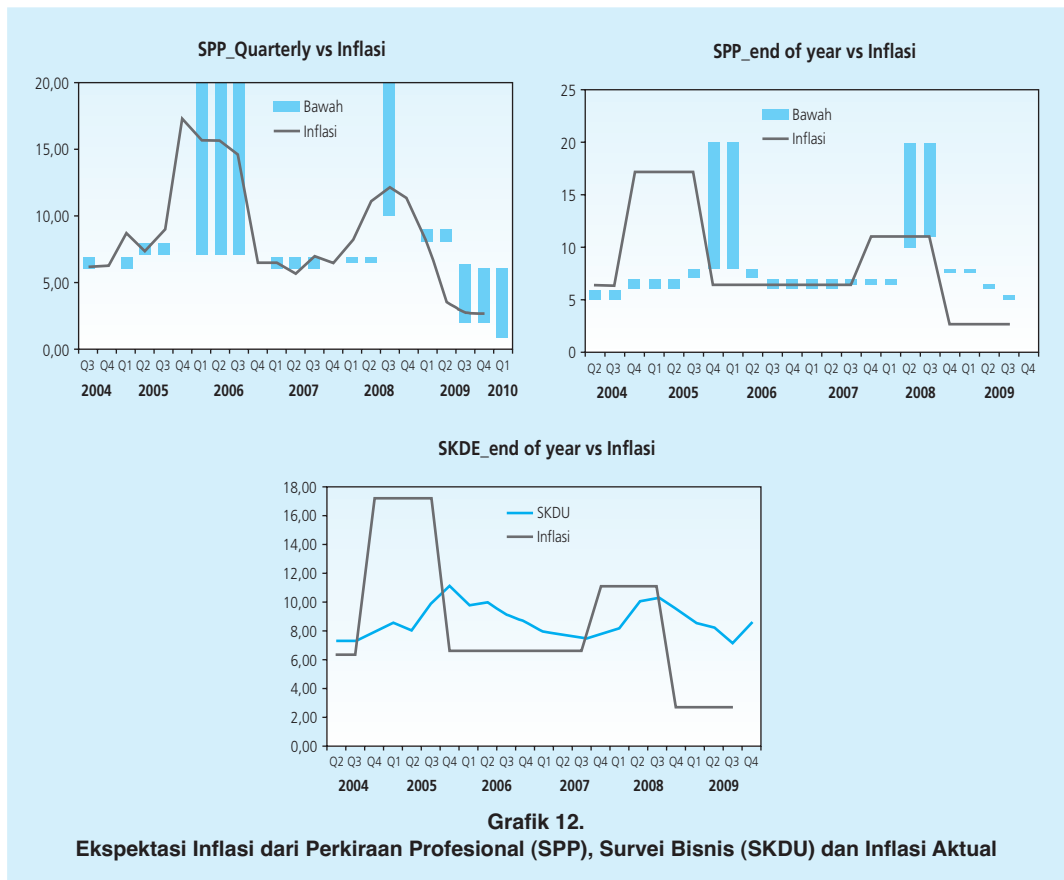 SPP_Quarterly vs Inflasi
20,00
15,00
10,00
5,00
0,00
Bawah
Inflasi
Q3 Q4 Q1 Q2 Q3 Q4 Q1 Q2 Q3 Q4 Q1 Q2 Q3 Q4 Q1 Q2 Q3 Q4 Q1 Q2 Q3 Q4 Q1
2004 2005 2006 2007 2008 2009 2010
SPP_end of year vs Inflasi
25
20
15
10
5
0
Bawah
Inflasi
Q2 Q3 Q4 Q1 Q2 Q3 Q4 Q1 Q2 Q3 Q4 Q1 Q2 Q3 Q4 Q1 Q2 Q3 Q4 Q1 Q2 Q3 Q4
2004 2005 2006 2007 2008 2009
SKDE_end of year vs Inflasi
18,00
16,00
14,00
12,00
10,00
8,00
6,00
4,00
2,00
0,00
SKDU
Inflasi
Q2 Q3 Q4 Q1 Q2 Q3 Q4 Q1 Q2 Q3 Q4 Q1 Q2 Q3 Q4 Q1 Q2 Q3 Q4 Q1 Q2 Q3 Q4
2004 2005 2006 2007 2008 2009
Grafik 12.
Ekspektasi Inflasi dari Perkiraan Profesional (SPP), Survei Bisnis (SKDU) dan Inflasi Aktual